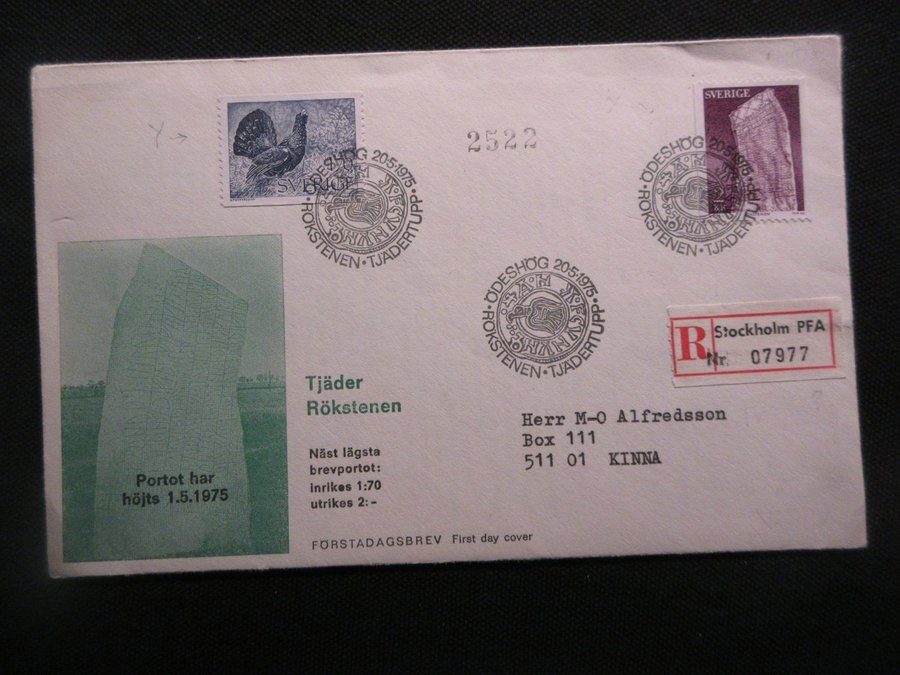 2522
SVERIGE
SVERIGE
ÖDESHÖG 20.5.1975 • RÖKSTENEN • TJÄDERTUPP •
ÖDESHÖG 20.5.1975 • RÖKSTENEN • TJÄDERTUPP •
ÖDESHÖG 20.5.1975 • RÖKSTENEN • TJÄDERTUPP •
R Stockholm PFA
Nr. 07977
Tjäder
Rökstenen
Näst lägsta
brevportot:
inrikes 1:70
utrikes 2:-
Portot har
höjts 1.5.1975
Herr M-O Alfredsson
Box 111
511 01 KINNA
FÖRSTADAGSBREV First day cover